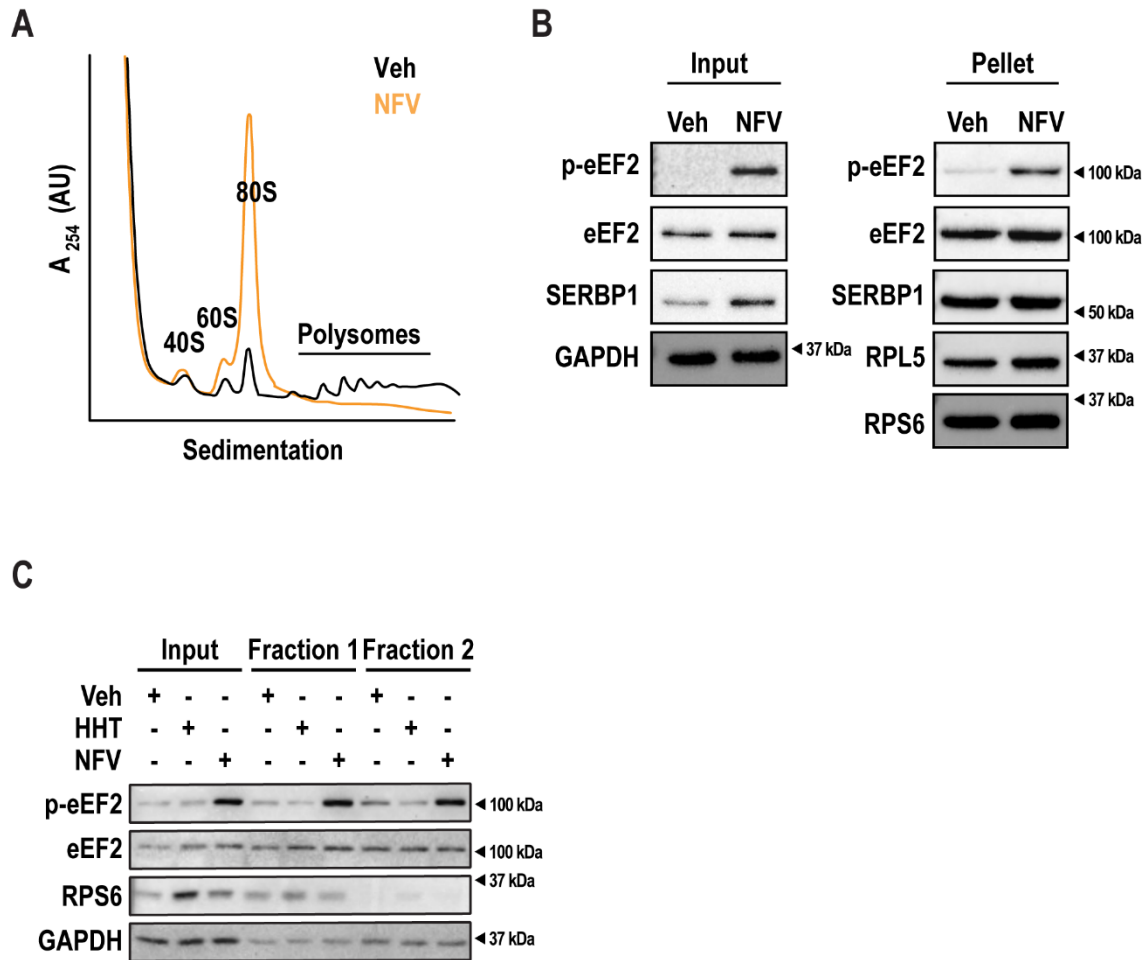 A
Veh
NFV
A254 (AU)
80S
60S
40S
Polysomes
Sedimentation
B
Input Pellet
Veh NFV Veh NFV
p-eEF2 p-eEF2 ◄ 100 kDa
eEF2 eEF2 ◄ 100 kDa
SERBP1 SERBP1 ◄ 50 kDa
GAPDH ◄ 37 kDa RPL5 ◄ 37 kDa
RPS6 ◄ 37 kDa
C
Input Fraction 1 Fraction 2
Veh + - - + - - + - -
HHT - + - - + - - + -
NFV - - + - - + - - +
p-eEF2 ◄ 100 kDa
eEF2 ◄ 100 kDa
RPS6 ◄ 37 kDa
GAPDH ◄ 37 kDa